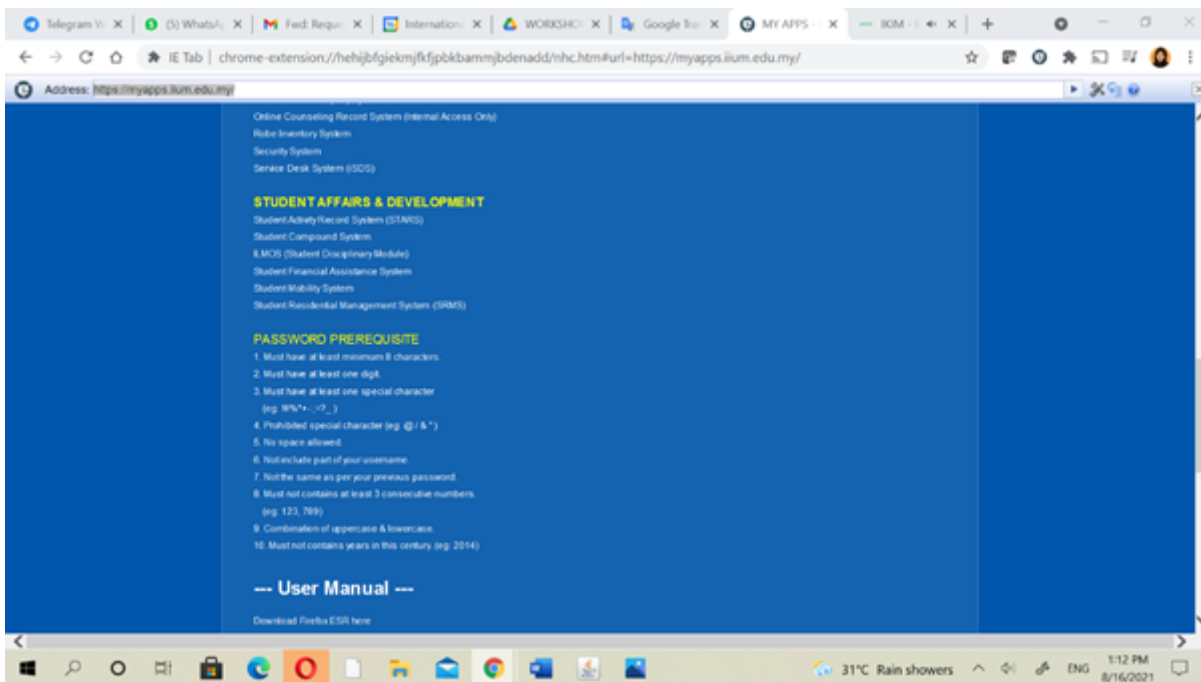 Telegram W
(5) WhatsA
Fwd: Reque
Internation
WORKSHO
Google Tra
MY APPS -
IKIM - I
IE Tab | chrome-extension://hehijbfgiekmjfkfjpbkbammjbdenadd/nhc.htm#url=https://myapps.iium.edu.my/
Address: https://myapps.iium.edu.my/
Online Counseling Record System (Internal Access Only)
Robe Inventory System
Security System
Service Desk System (iSDS)
STUDENT AFFAIRS & DEVELOPMENT
Student Activity Record System (STARS)
Student Compound System
ILMOS (Student Disciplinary Module)
Student Financial Assistance System
Student Mobility System
Student Residential Management System (SRMS)
PASSWORD PREREQUISITE
1. Must have at least minimum 8 characters.
2. Must have at least one digit.
3. Must have at least one special character
(eg:
4. Prohibited special character (eg: @ / & " )
5. No space allowed.
6. Not include part of your username.
7. Not the same as per your previous password.
8. Must not contains at least 3 consecutive numbers.
(eg: 123, 789)
9. Combination of uppercase & lowercase.
10. Must not contains years in this century. (eg: 2014)
--- User Manual ---
Download Firefox ESR here
31°C Rain showers
ENG
1:12 PM
8/16/2021